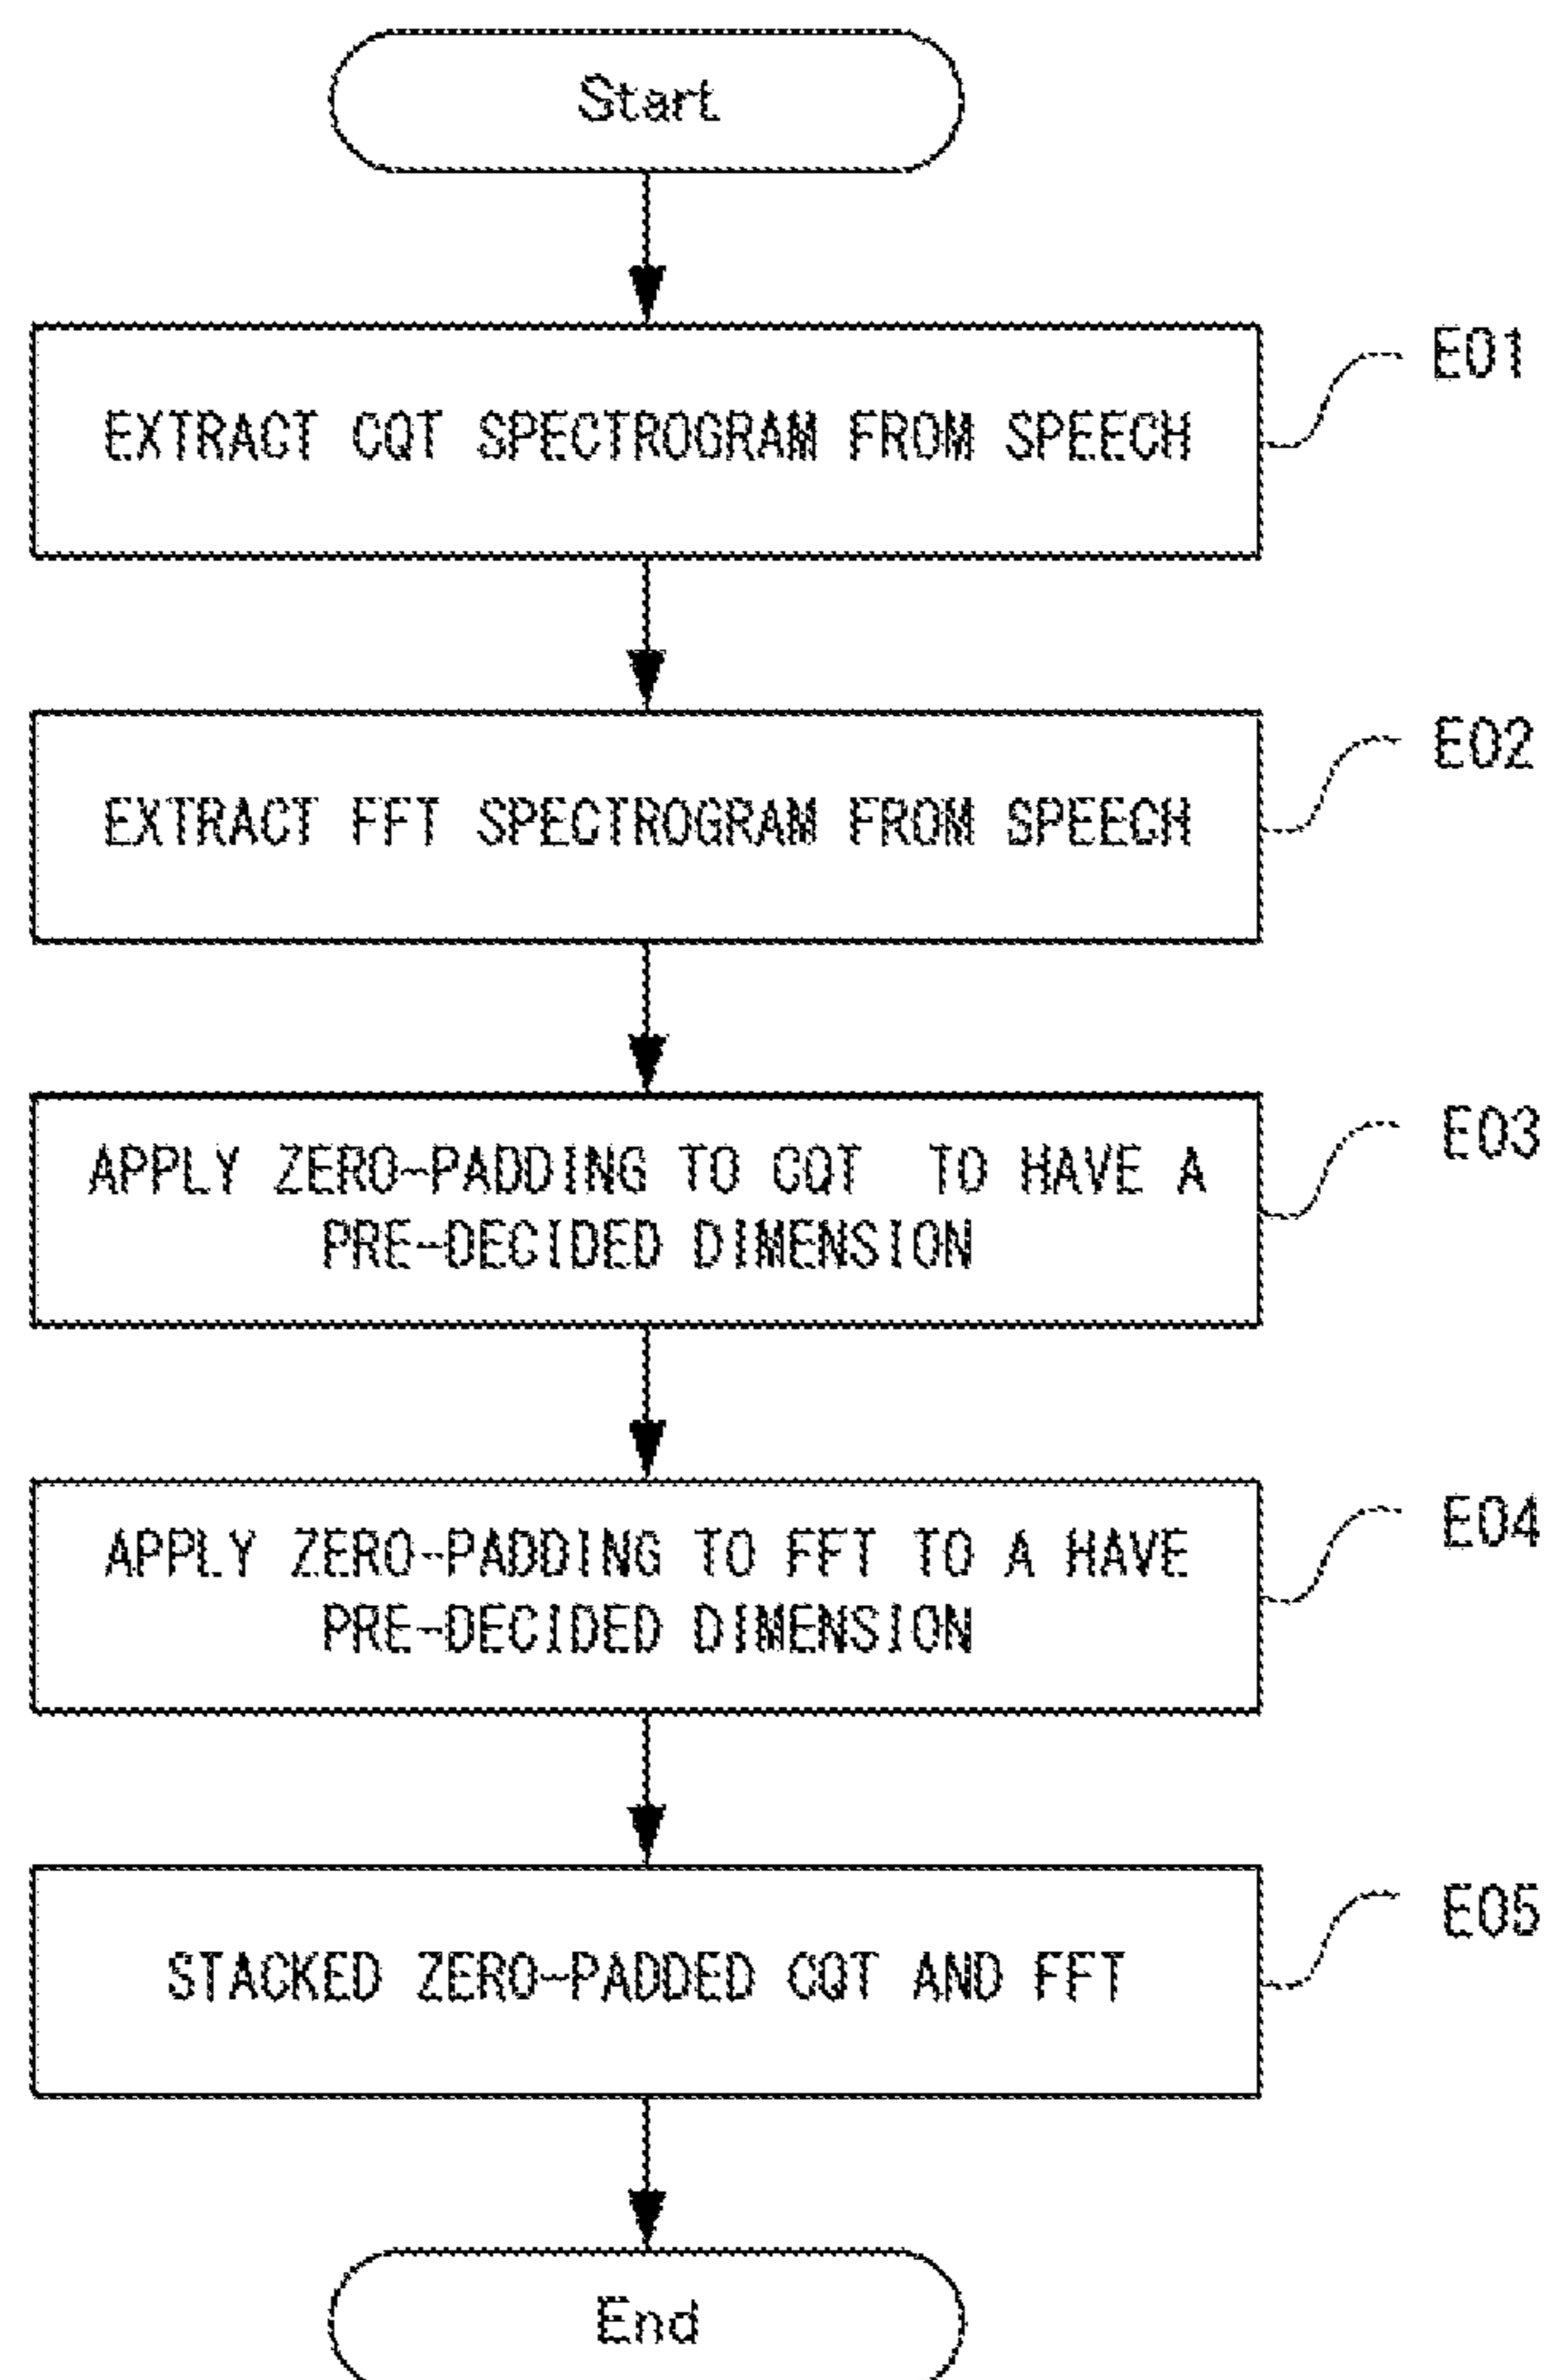 Start
EXTRACT CQT SPECTROGRAM FROM SPEECH
E01
EXTRACT FFT SPECTROGRAM FROM SPEECH
E02
APPLY ZERO-PADDING TO CQT TO HAVE A
PRE-DECIDED DIMENSION
E03
APPLY ZERO-PADDING TO FFT TO A HAVE
PRE-DECIDED DIMENSION
E04
STACKED ZERO-PADDED CQT AND FFT
E05
End